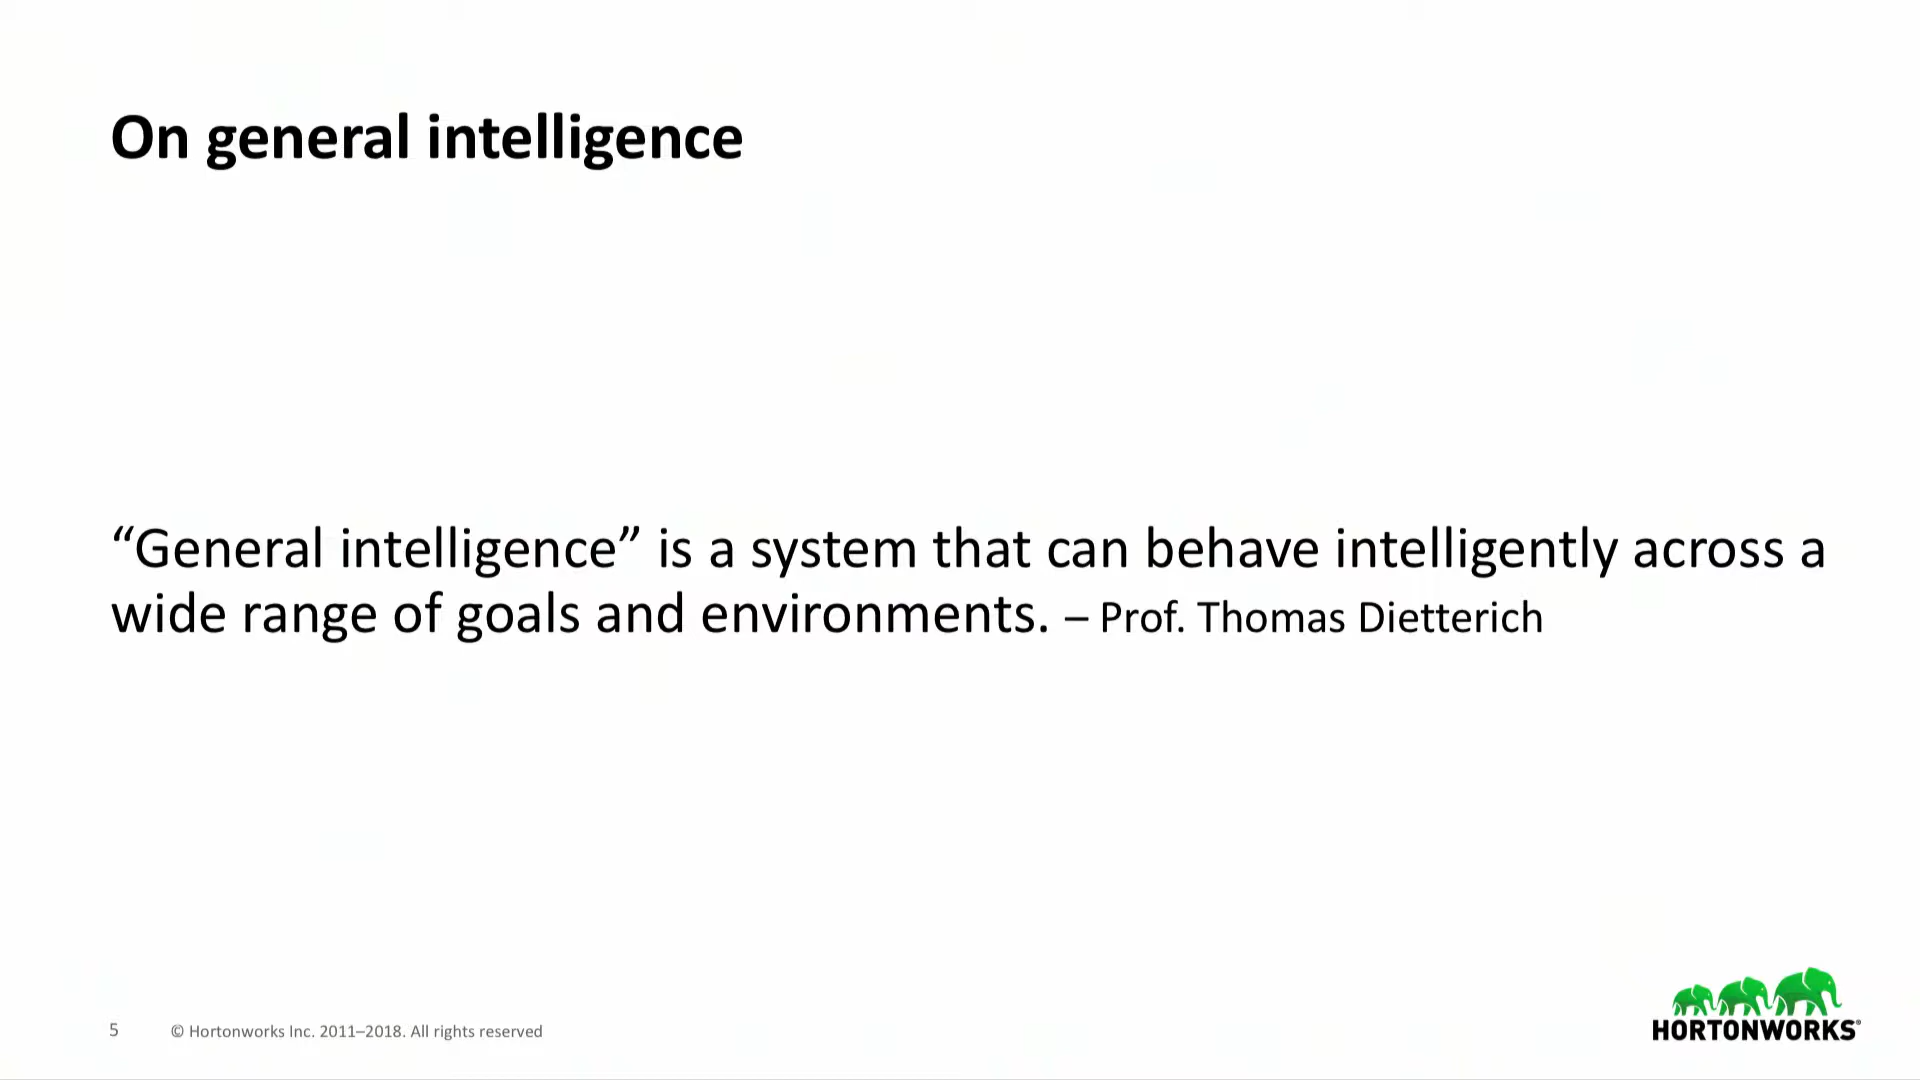 On general intelligence
“General intelligence” is a system that can behave intelligently across a
wide range of goals and environments. – Prof. Thomas Dietterich
5 © Hortonworks Inc. 2011–2018. All rights reserved
HORTONWORKS®